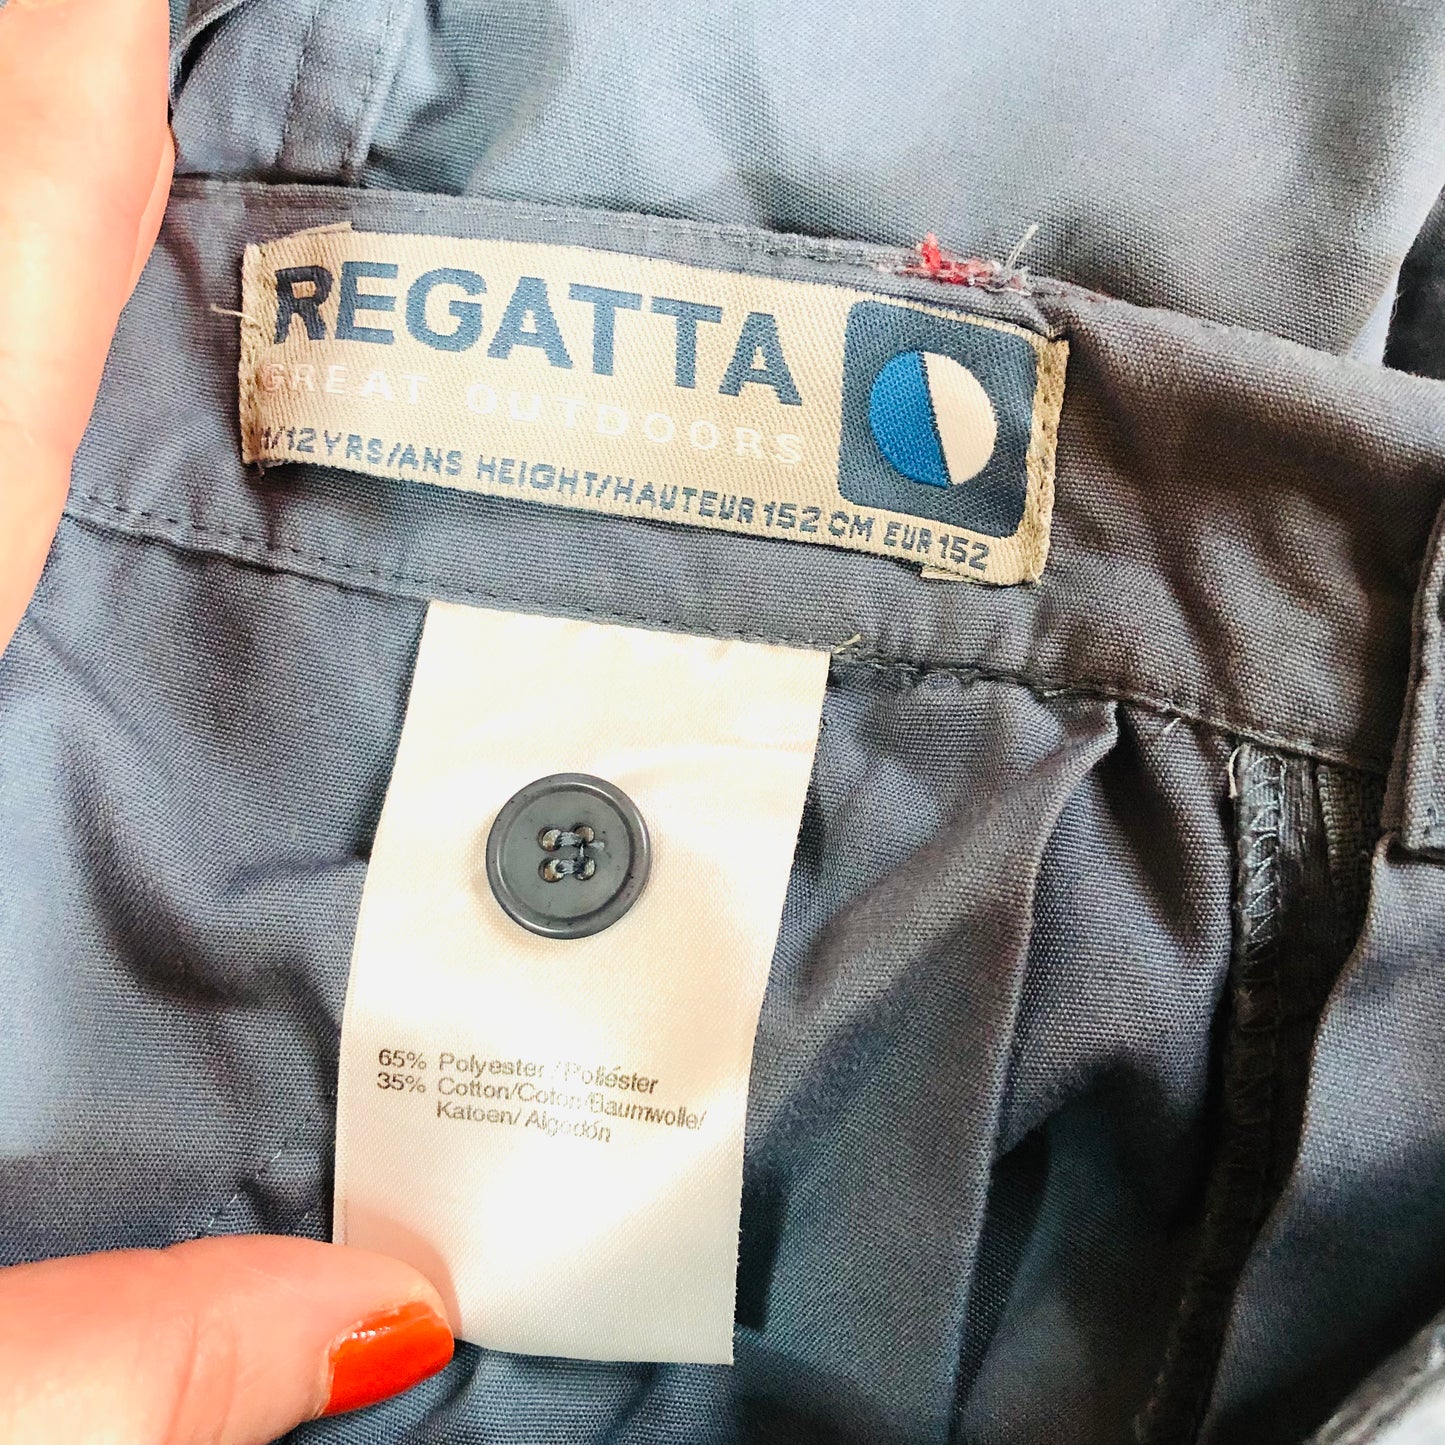 REGATTA
GREAT OUTDOORS
11/12 YRS/ANS HEIGHT/HAUTEUR 152 CM EUR 152
65% Polyester/Poliéster
35% Cotton/Coton/Baumwolle/
Katoen/Algodón